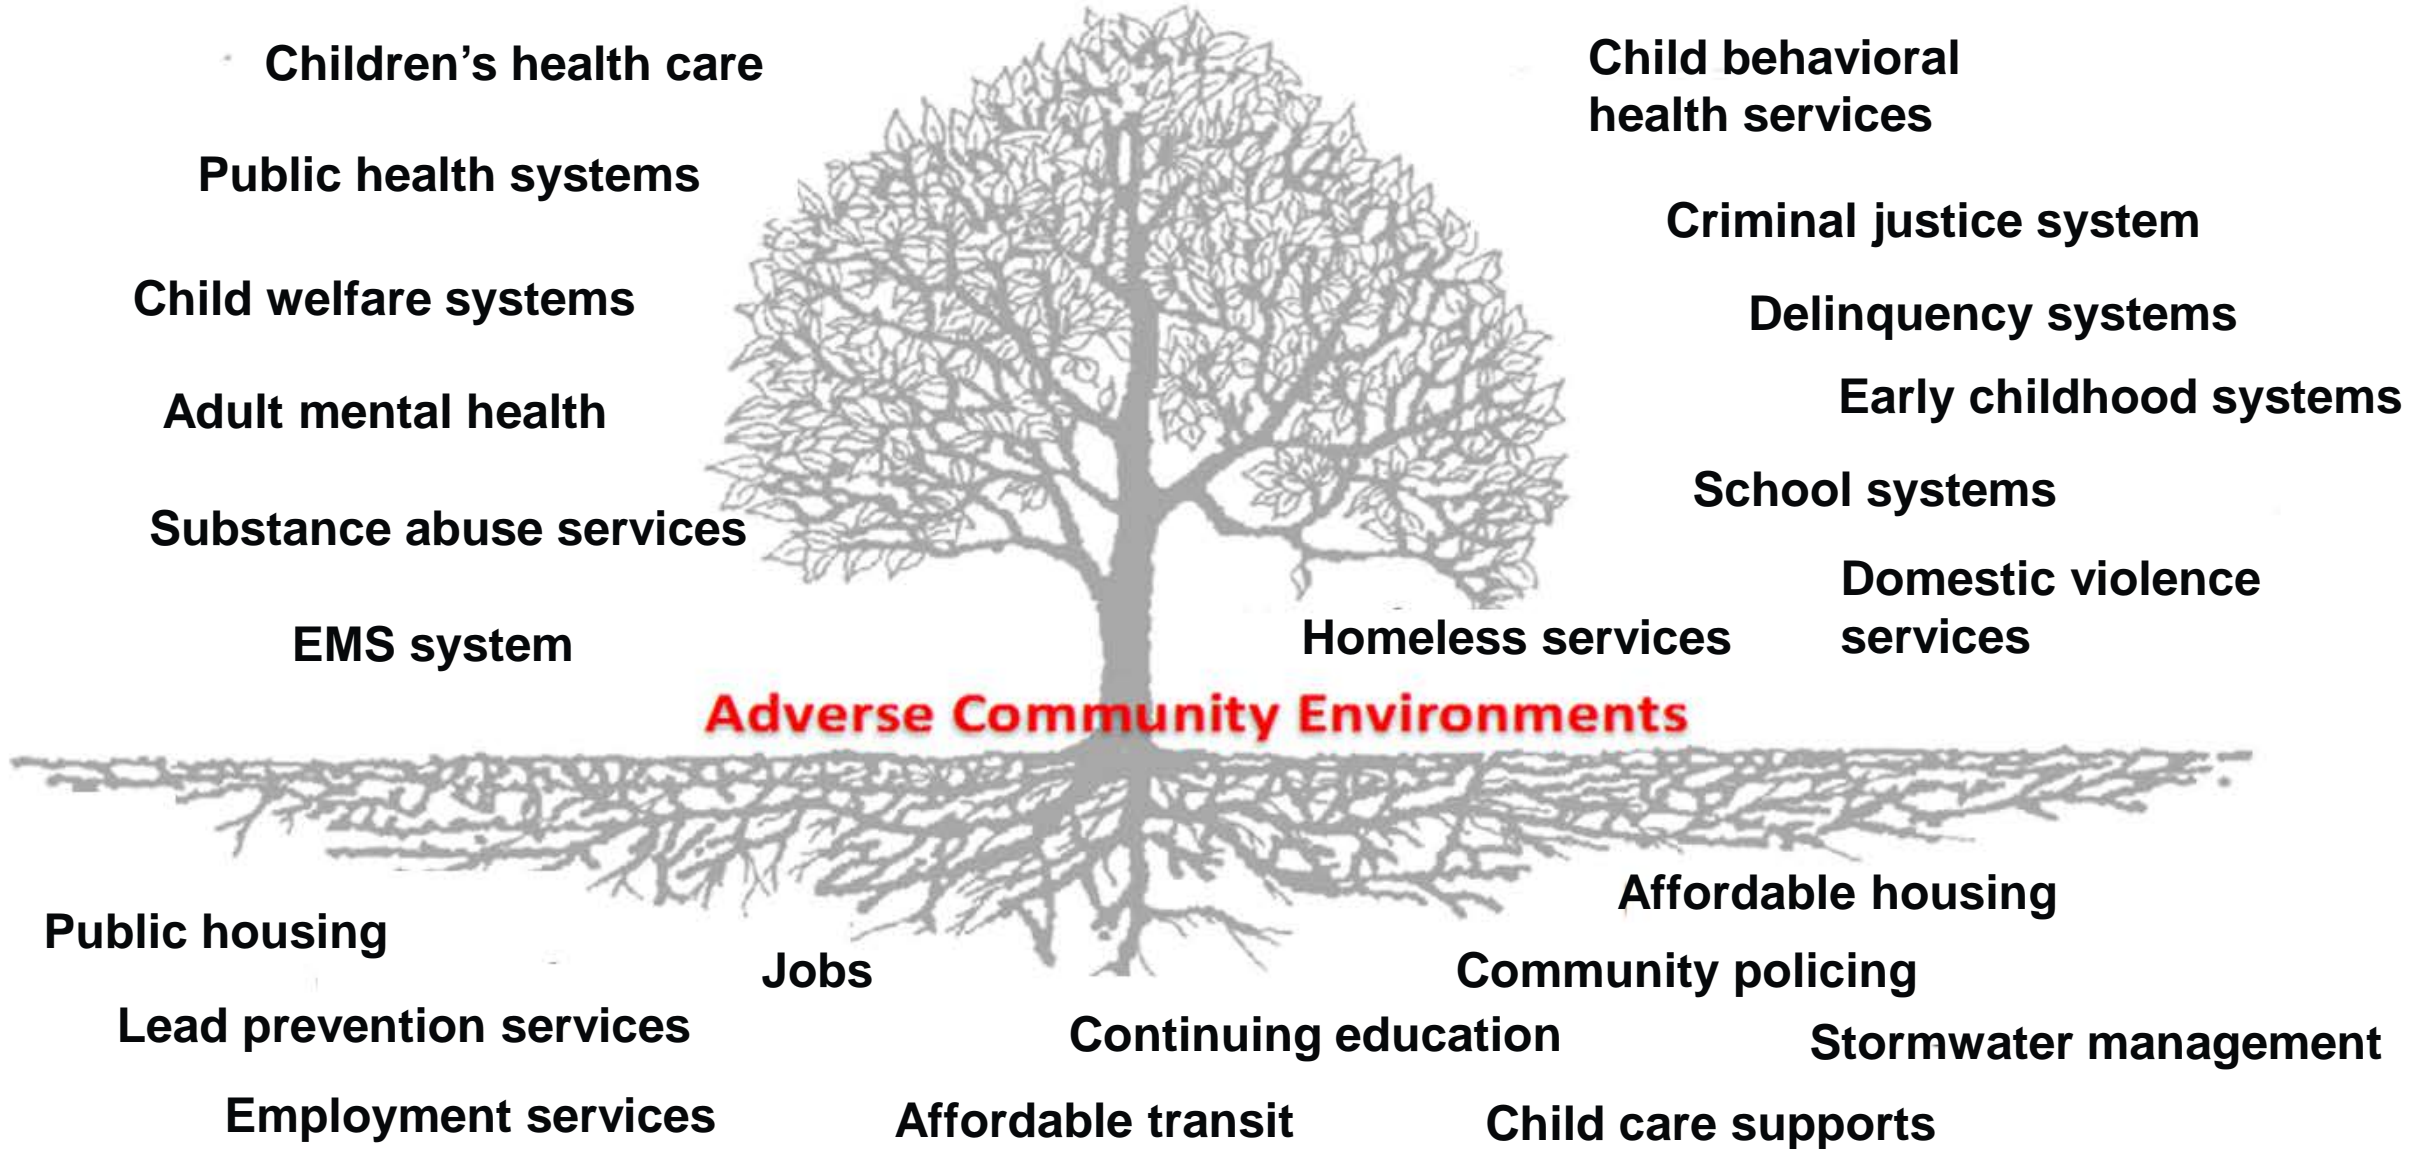 Children’s health care
Public health systems
Child welfare systems
Adult mental health
Substance abuse services
EMS system
Child behavioral
health services
Criminal justice system
Delinquency systems
Early childhood systems
School systems
Domestic violence
services
Homeless services
Adverse Community Environments
Public housing
Jobs
Affordable housing
Community policing
Lead prevention services
Continuing education
Stormwater management
Employment services
Affordable transit
Child care supports